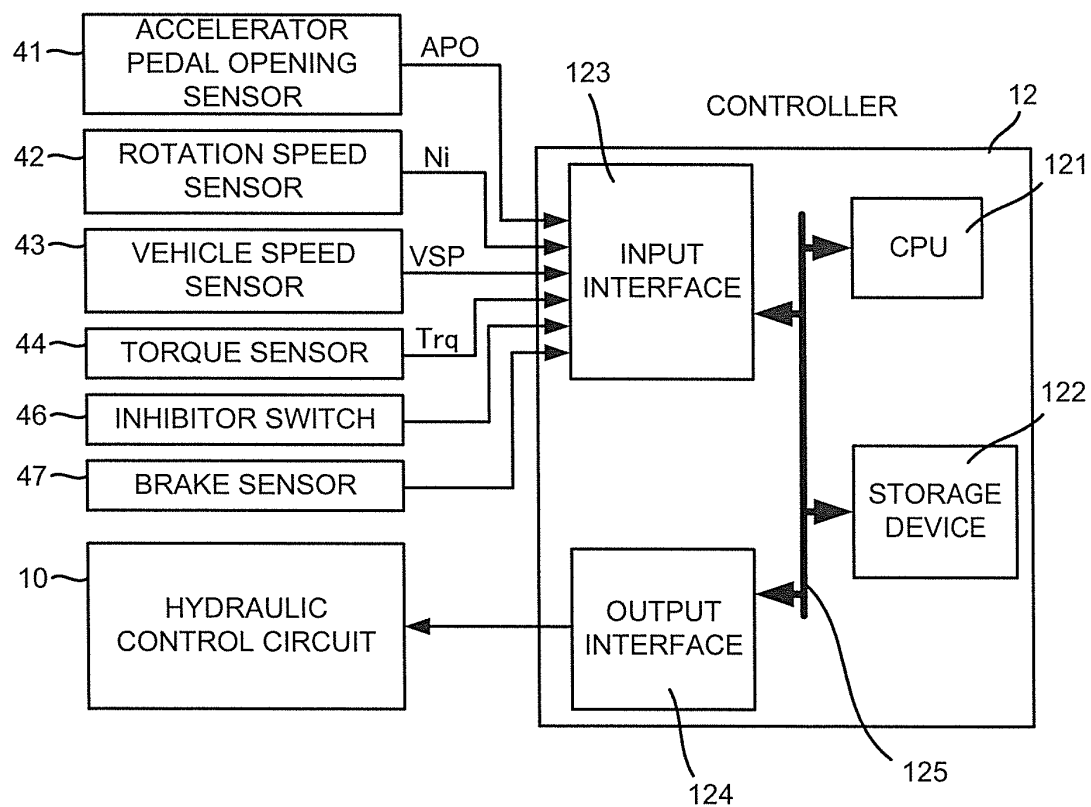 41
ACCELERATOR
PEDAL OPENING
SENSOR
APO
42
ROTATION SPEED
SENSOR
Ni
43
VEHICLE SPEED
SENSOR
VSP
44
TORQUE SENSOR
Trq
46
INHIBITOR SWITCH
47
BRAKE SENSOR
10
HYDRAULIC
CONTROL CIRCUIT
CONTROLLER
12
123
INPUT
INTERFACE
121
CPU
122
STORAGE
DEVICE
OUTPUT
INTERFACE
124
125